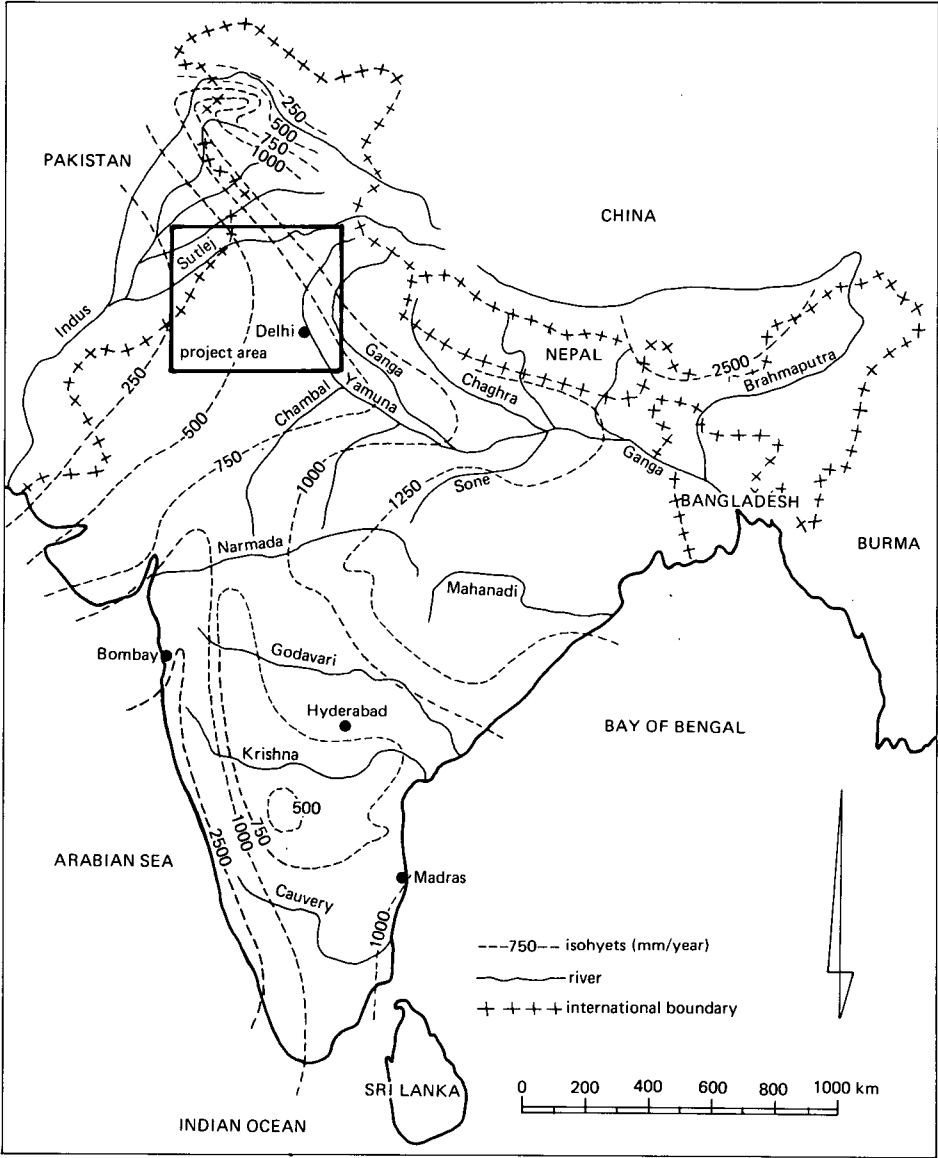 250
500
750
1000
PAKISTAN
CHINA
Sutlej
Indus
Delhi
project area
NEPAL
2500
Brahmaputra
250
Ganga
Yamuna
Chambal
Chaghra
500
750
1000
1250
Sone
Ganga
BANGLADESH
BURMA
Narmada
Mahanadi
Bombay
Godavari
Hyderabad
BAY OF BENGAL
Krishna
500
750
1000
2500
ARABIAN SEA
Madras
Cauvery
1000
750 isohyets (mm/year)
river
international boundary
SRI LANKA
0 200 400 600 800 1000 km
INDIAN OCEAN